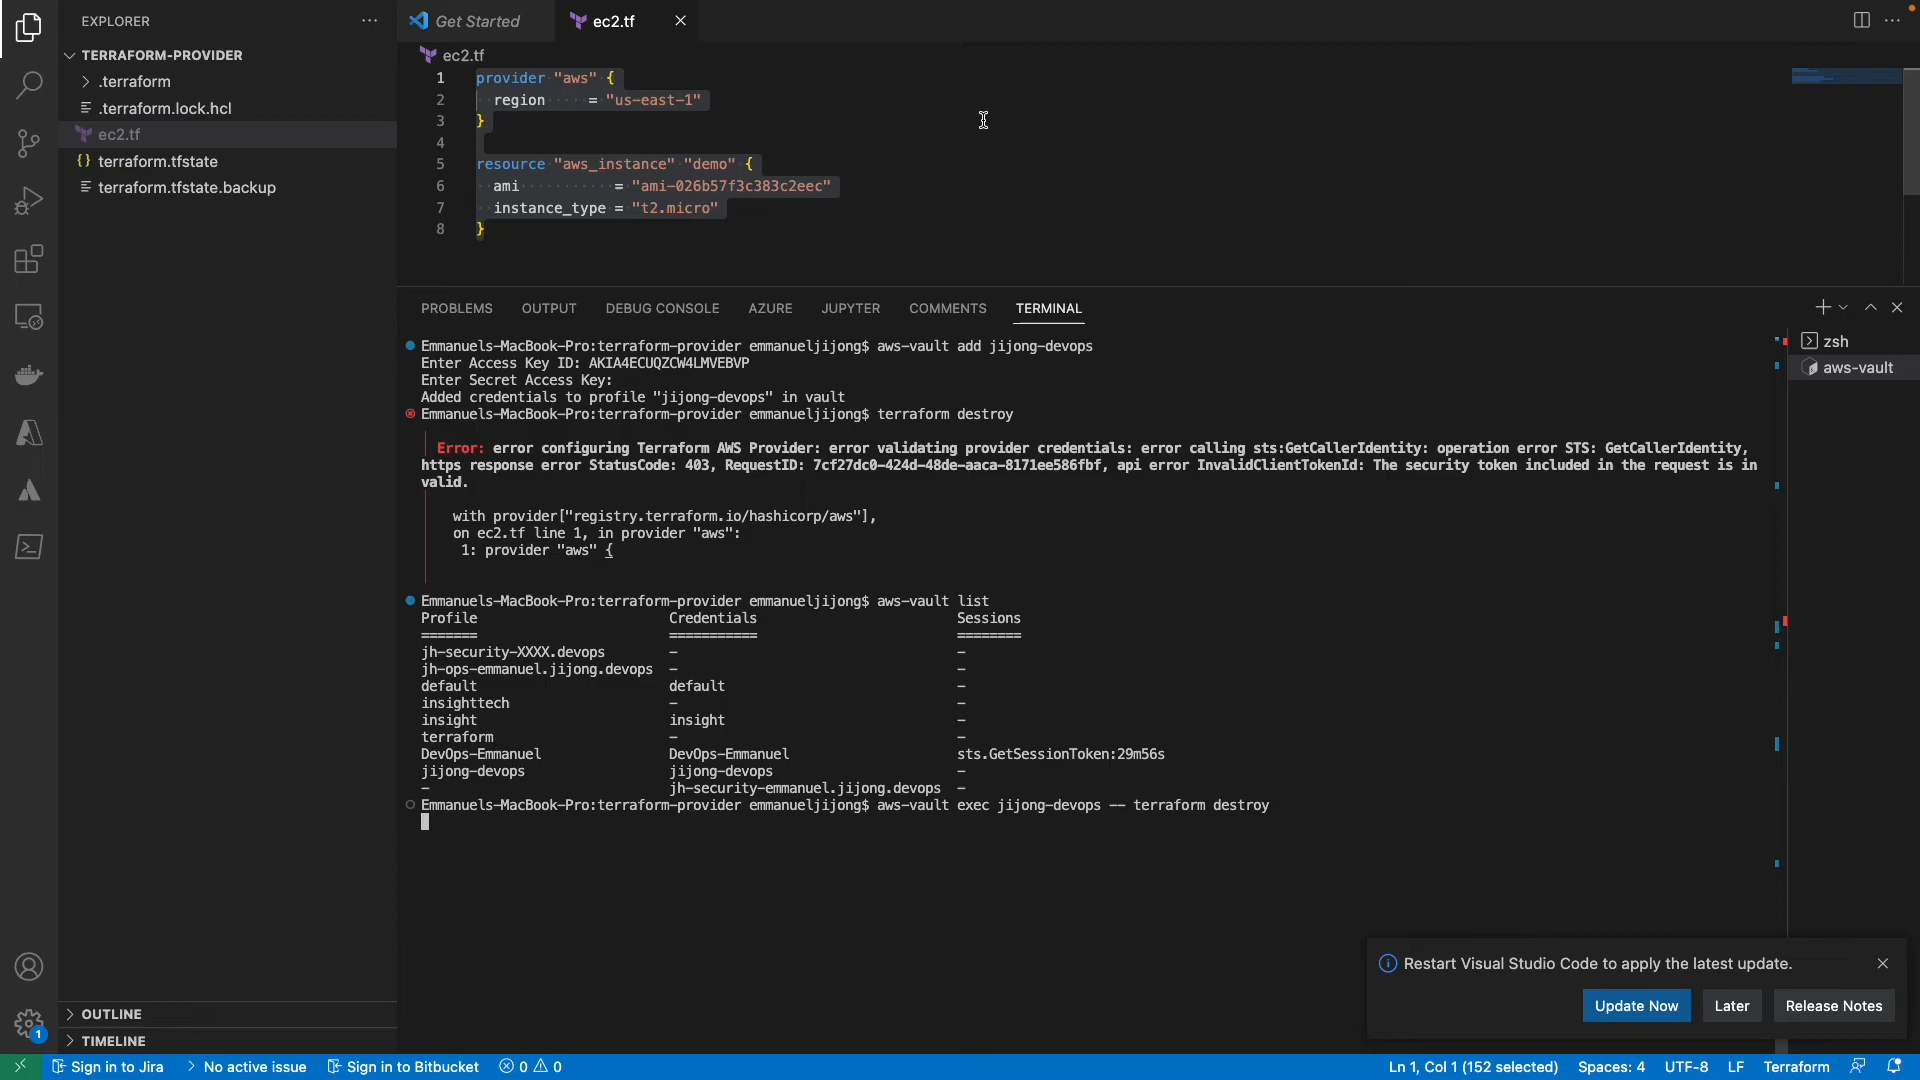 EXPLORER
TERRAFORM-PROVIDER
.terraform
.terraform.lock.hcl
ec2.tf
terraform.tfstate
terraform.tfstate.backup
OUTLINE
TIMELINE
Get Started
ec2.tf
ec2.tf
1 provider "aws" {
2 region = "us-east-1"
3 }
4
5 resource "aws_instance" "demo" {
6 ami = "ami-026b57f3c383c2eec"
7 instance_type = "t2.micro"
8 }
PROBLEMS OUTPUT DEBUG CONSOLE AZURE JUPYTER COMMENTS TERMINAL
zsh
aws-vault
Emmanuels-MacBook-Pro:terraform-provider emmanueljijong$ aws-vault add jijong-devops
Enter Access Key ID: AKIA4ECUQZCW4LMVEBVP
Enter Secret Access Key:
Added credentials to profile "jijong-devops" in vault
Emmanuels-MacBook-Pro:terraform-provider emmanueljijong$ terraform destroy
Error: error configuring Terraform AWS Provider: error validating provider credentials: error calling sts:GetCallerIdentity: operation error STS: GetCallerIdentity,
https response error StatusCode: 403, RequestID: 7cf27dc0-424d-48de-aaca-8171ee586fbf, api error InvalidClientTokenId: The security token included in the request is in
valid.
with provider["registry.terraform.io/hashicorp/aws"],
on ec2.tf line 1, in provider "aws":
1: provider "aws" {
Emmanuels-MacBook-Pro:terraform-provider emmanueljijong$ aws-vault list
Profile Credentials Sessions
======= =========== ========
jh-security-XXXX.devops - -
jh-ops-emmanuel.jijong.devops - -
default default -
insighttech - -
insight insight -
terraform - -
DevOps-Emmanuel DevOps-Emmanuel sts.GetSessionToken:29m56s
jijong-devops jijong-devops -
- jh-security-emmanuel.jijong.devops -
Emmanuels-MacBook-Pro:terraform-provider emmanueljijong$ aws-vault exec jijong-devops -- terraform destroy
Restart Visual Studio Code to apply the latest update.
Update Now Later Release Notes
1
Sign in to Jira No active issue Sign in to Bitbucket 0 0 Ln 1, Col 1 (152 selected) Spaces: 4 UTF-8 LF Terraform